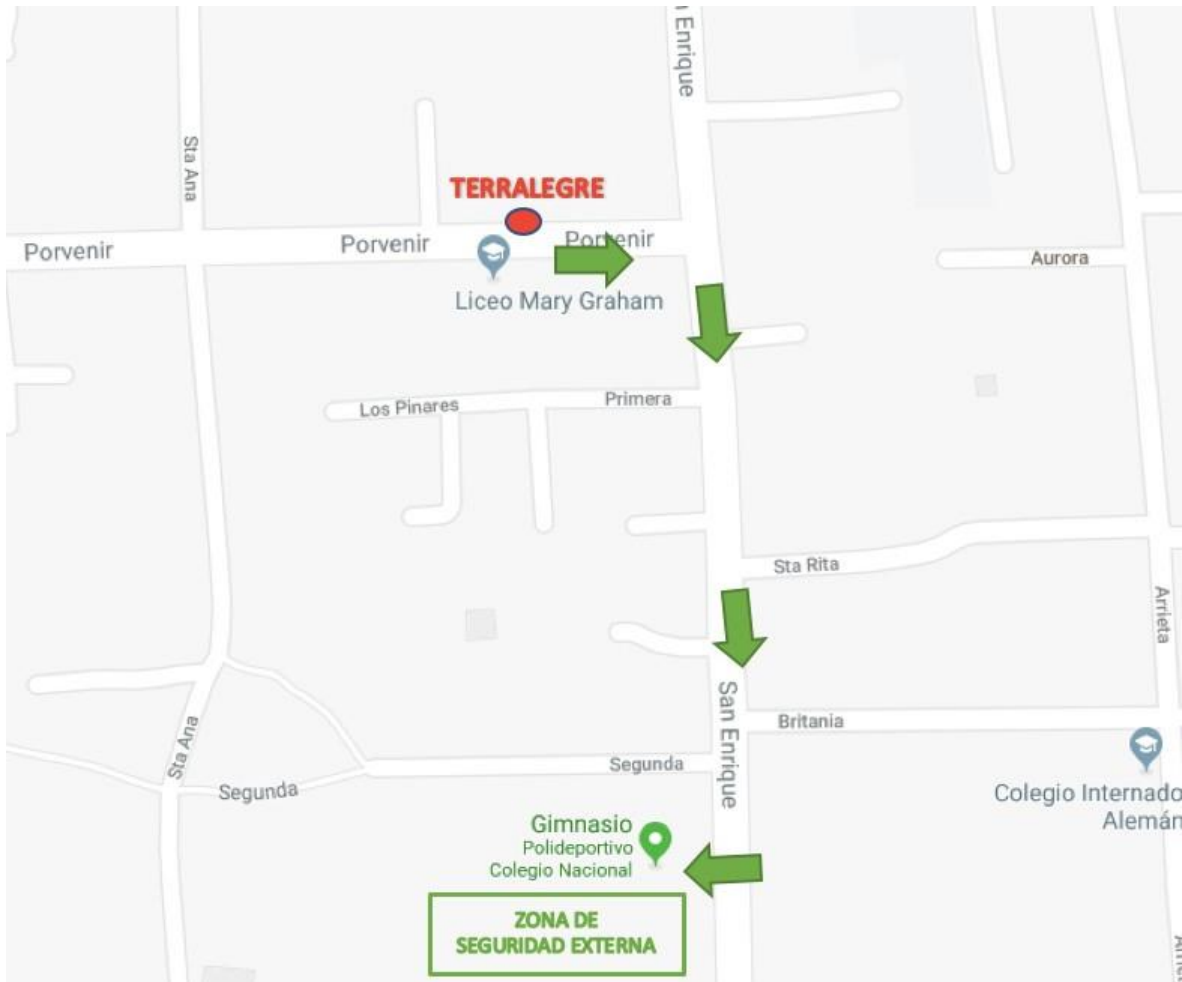 Enrique
Sta Ana
TERRALEGRE
Porvenir
Porvenir
Porvenir
Aurora
Liceo Mary Graham
Los Pinares
Primera
Sta Rita
Arrieta
San Enrique
Britania
Sta Ana
Segunda
Segunda
Colegio Internado
Alemán
Gimnasio
Polideportivo
Colegio Nacional
ZONA DE
SEGURIDAD EXTERNA